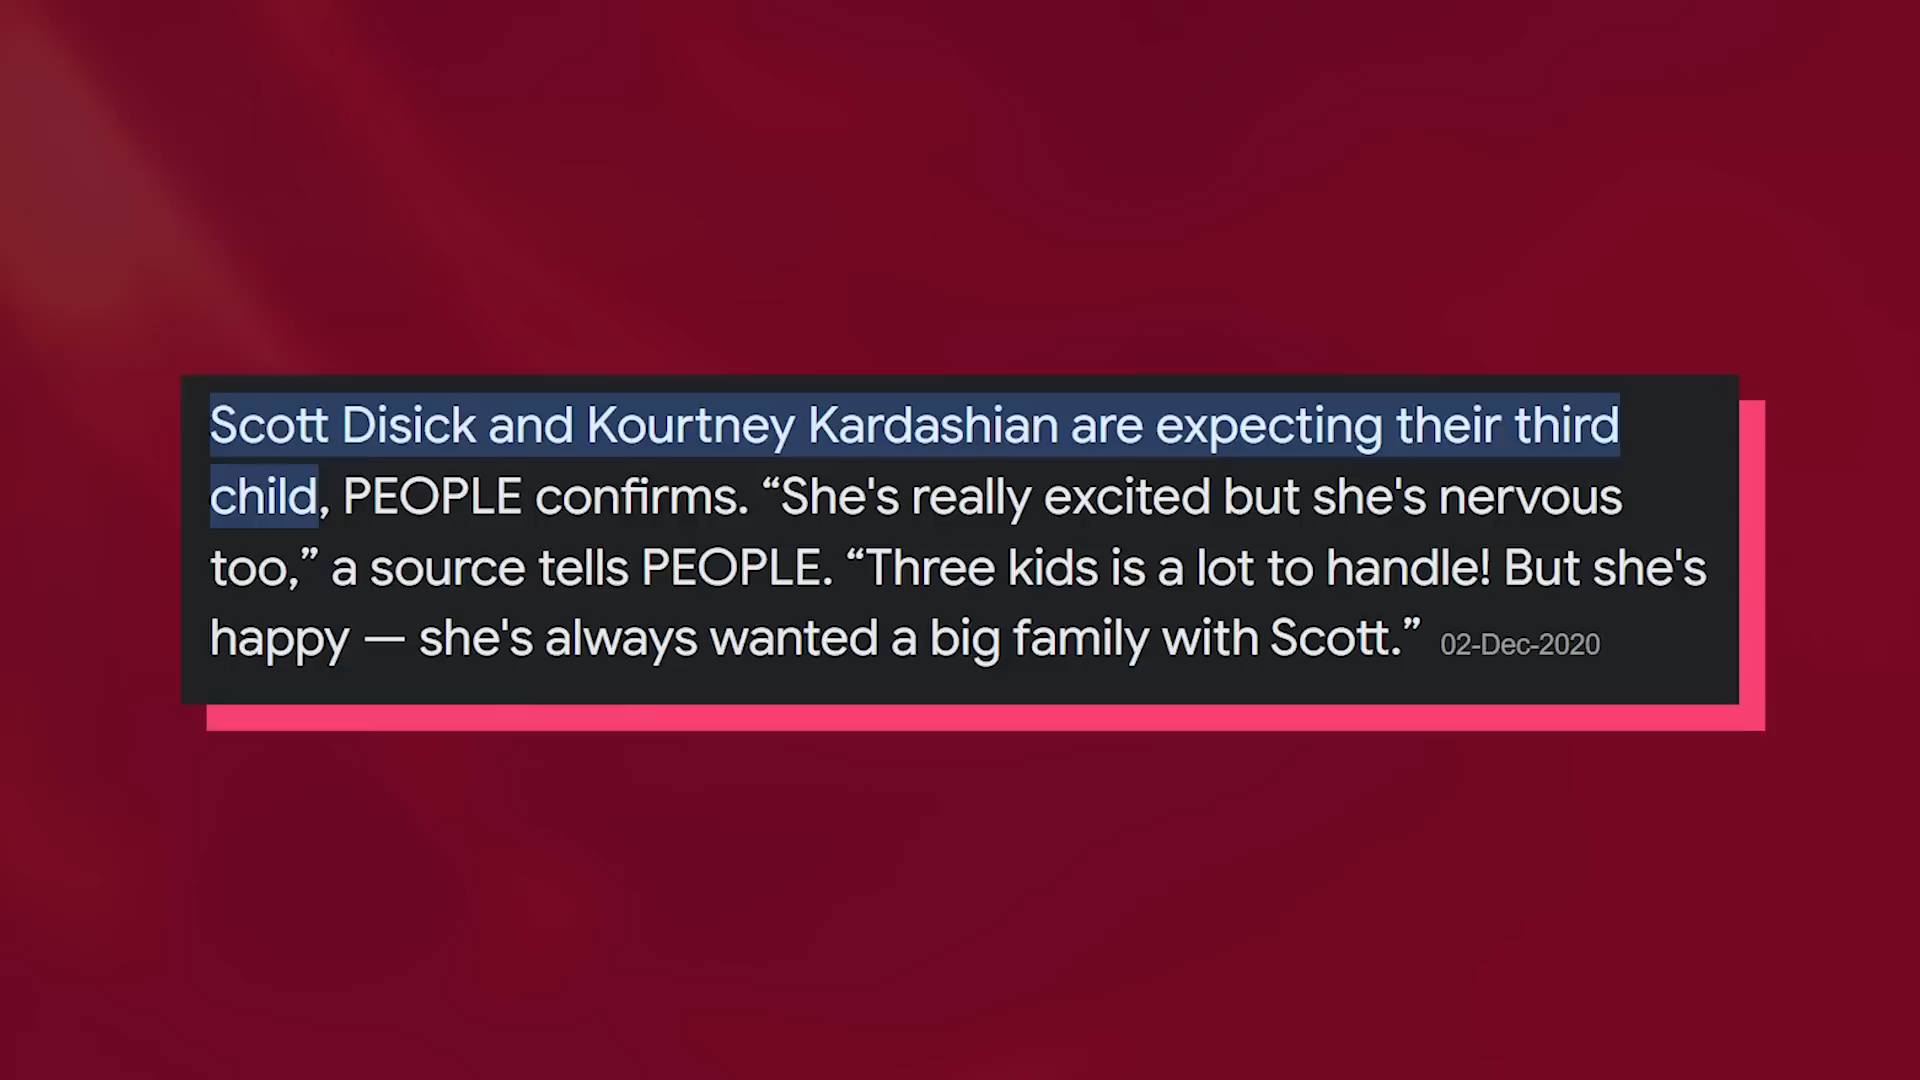 Scott Disick and Kourtney Kardashian are expecting their third
child, PEOPLE confirms. “She's really excited but she's nervous
too,” a source tells PEOPLE. “Three kids is a lot to handle! But she's
happy — she's always wanted a big family with Scott.” 02-Dec-2020